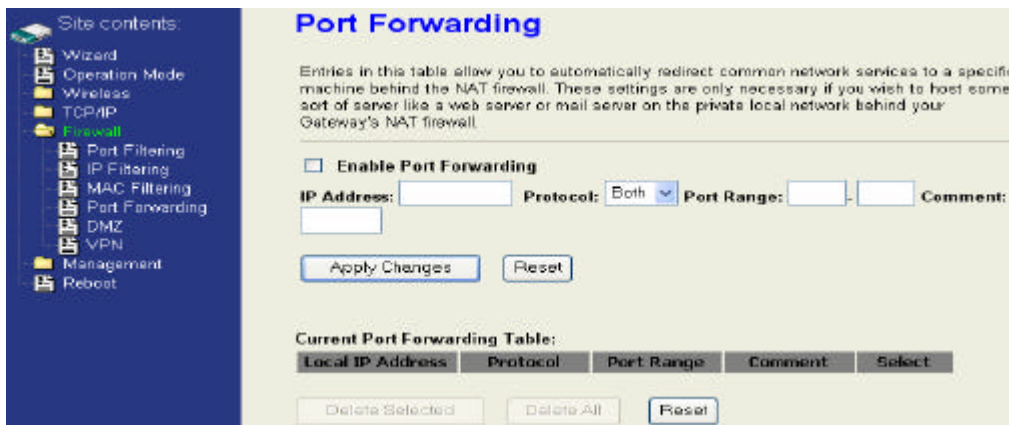 Site contents:
Wizard
Operation Mode
Wireless
TCP/IP
Firewall
Port Filtering
IP Filtering
MAC Filtering
Port Forwarding
DMZ
VPN
Management
Reboot
Port Forwarding
Entries in this table allow you to automatically redirect common network services to a specific
machine behind the NAT firewall. These settings are only necessary if you wish to host some
sort of server like a web server or mail server on the private local network behind your
Gateway's NAT firewall.
Enable Port Forwarding
IP Address: Protocol: Both Port Range: - Comment:
Apply Changes Reset
Current Port Forwarding Table:
Local IP Address Protocol Port Range Comment Select
Delete Selected Delete All Reset